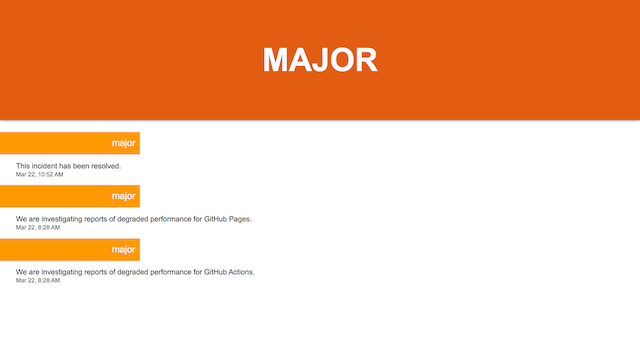 MAJOR
major
This incident has been resolved.
Mar 22, 10:52 AM
major
We are investigating reports of degraded performance for GitHub Pages.
Mar 22, 8:28 AM
major
We are investigating reports of degraded performance for GitHub Actions.
Mar 22, 8:28 AM